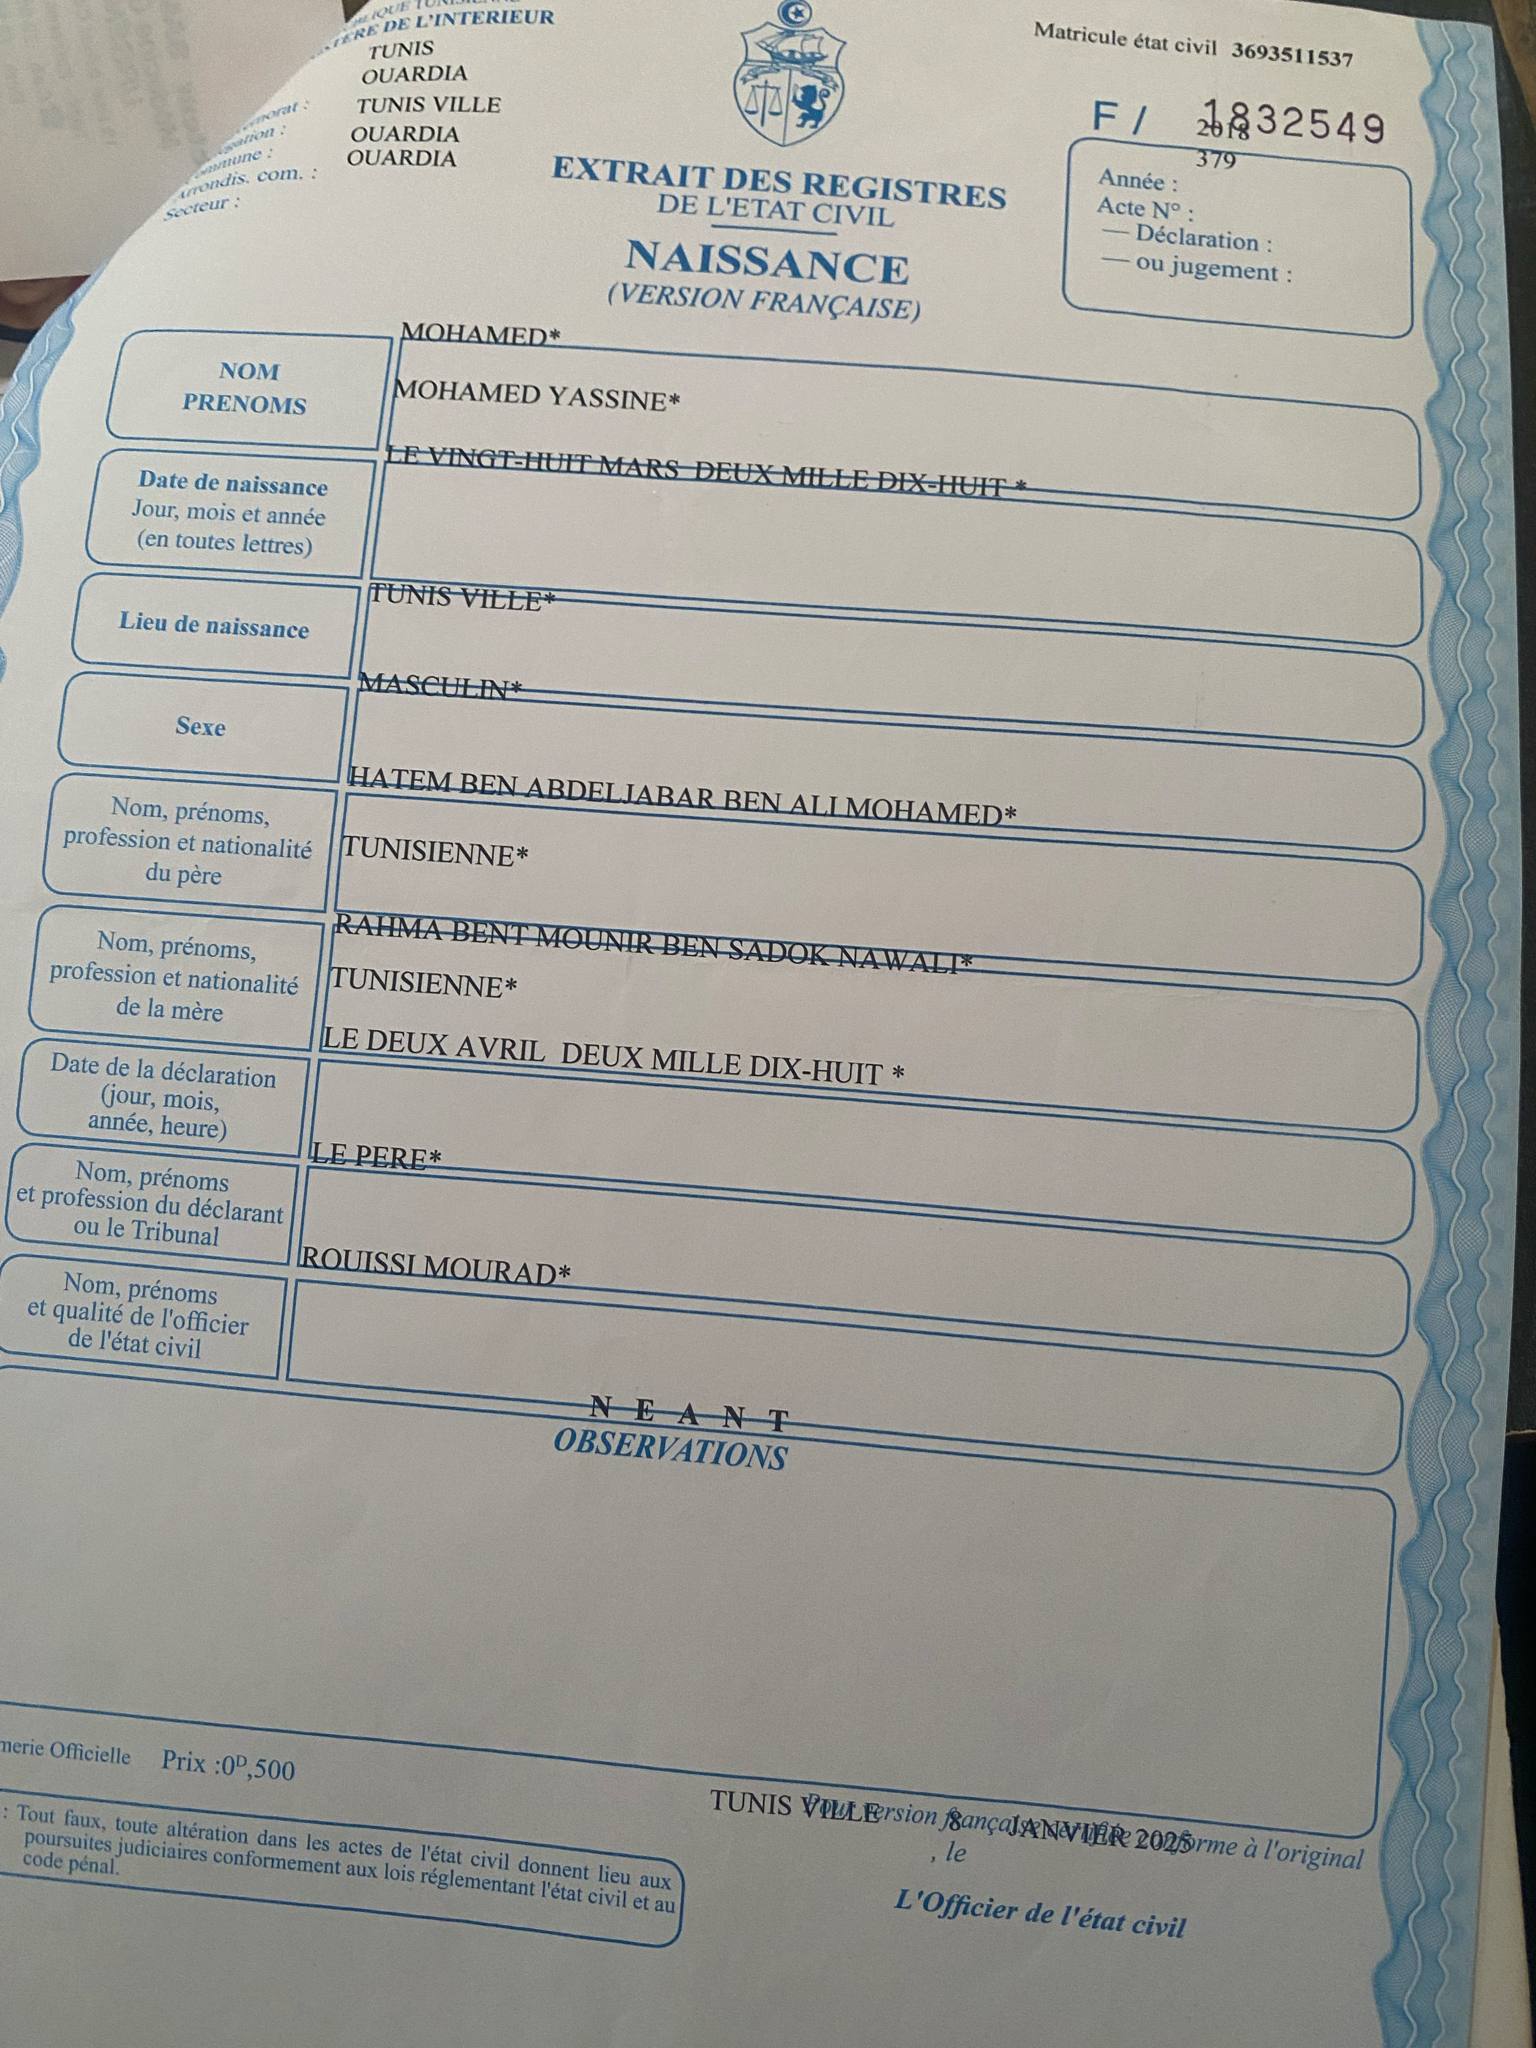 TUNISIENNE
MINISTERE DE L'INTERIEUR
TUNIS
OUARDIA
TUNIS VILLE
OUARDIA
Arrondis. com. : OUARDIA
Secteur :
Matricule état civil 3693511537
F / 1832549
2018
379
Année :
Acte N° :
— Déclaration :
— ou jugement :
EXTRAIT DES REGISTRES
DE L'ETAT CIVIL
NAISSANCE
(VERSION FRANÇAISE)
NOM
PRENOMS
MOHAMED*
MOHAMED YASSINE*
Date de naissance
Jour, mois et année
(en toutes lettres)
LE VINGT-HUIT MARS DEUX MILLE DIX-HUIT *
Lieu de naissance
TUNIS VILLE*
Sexe
MASCULIN*
Nom, prénoms,
profession et nationalité
du père
HATEM BEN ABDELJABAR BEN ALI MOHAMED*
TUNISIENNE*
Nom, prénoms,
profession et nationalité
de la mère
RAHMA BENT MOUNIR BEN SADOK NAWALI*
TUNISIENNE*
Date de la déclaration
(jour, mois,
année, heure)
LE DEUX AVRIL DEUX MILLE DIX-HUIT *
Nom, prénoms
et profession du déclarant
ou le Tribunal
LE PERE*
Nom, prénoms
et qualité de l'officier
de l'état civil
ROUISSI MOURAD*
N E A N T
OBSERVATIONS
Officielle Prix :0ᴰ,500
: Tout faux, toute altération dans les actes de l'état civil donnent lieu aux
poursuites judiciaires conformement aux lois réglementant l'état civil et au
code pénal.
TUNIS VILLE 8 JANVIER 2025
Pour version française conforme à l'original
, le
L'Officier de l'état civil